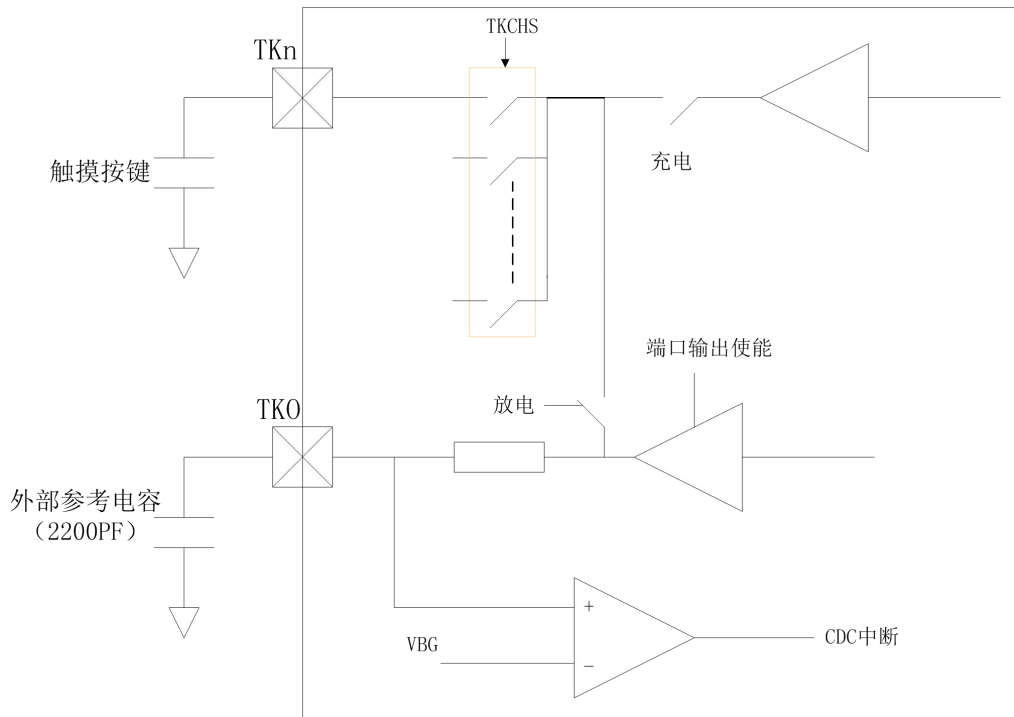 TKCHS
TKn
触摸按键
充电
端口输出使能
放电
TK0
外部参考电容
（2200PF）
+
VBG
−
CDC中断